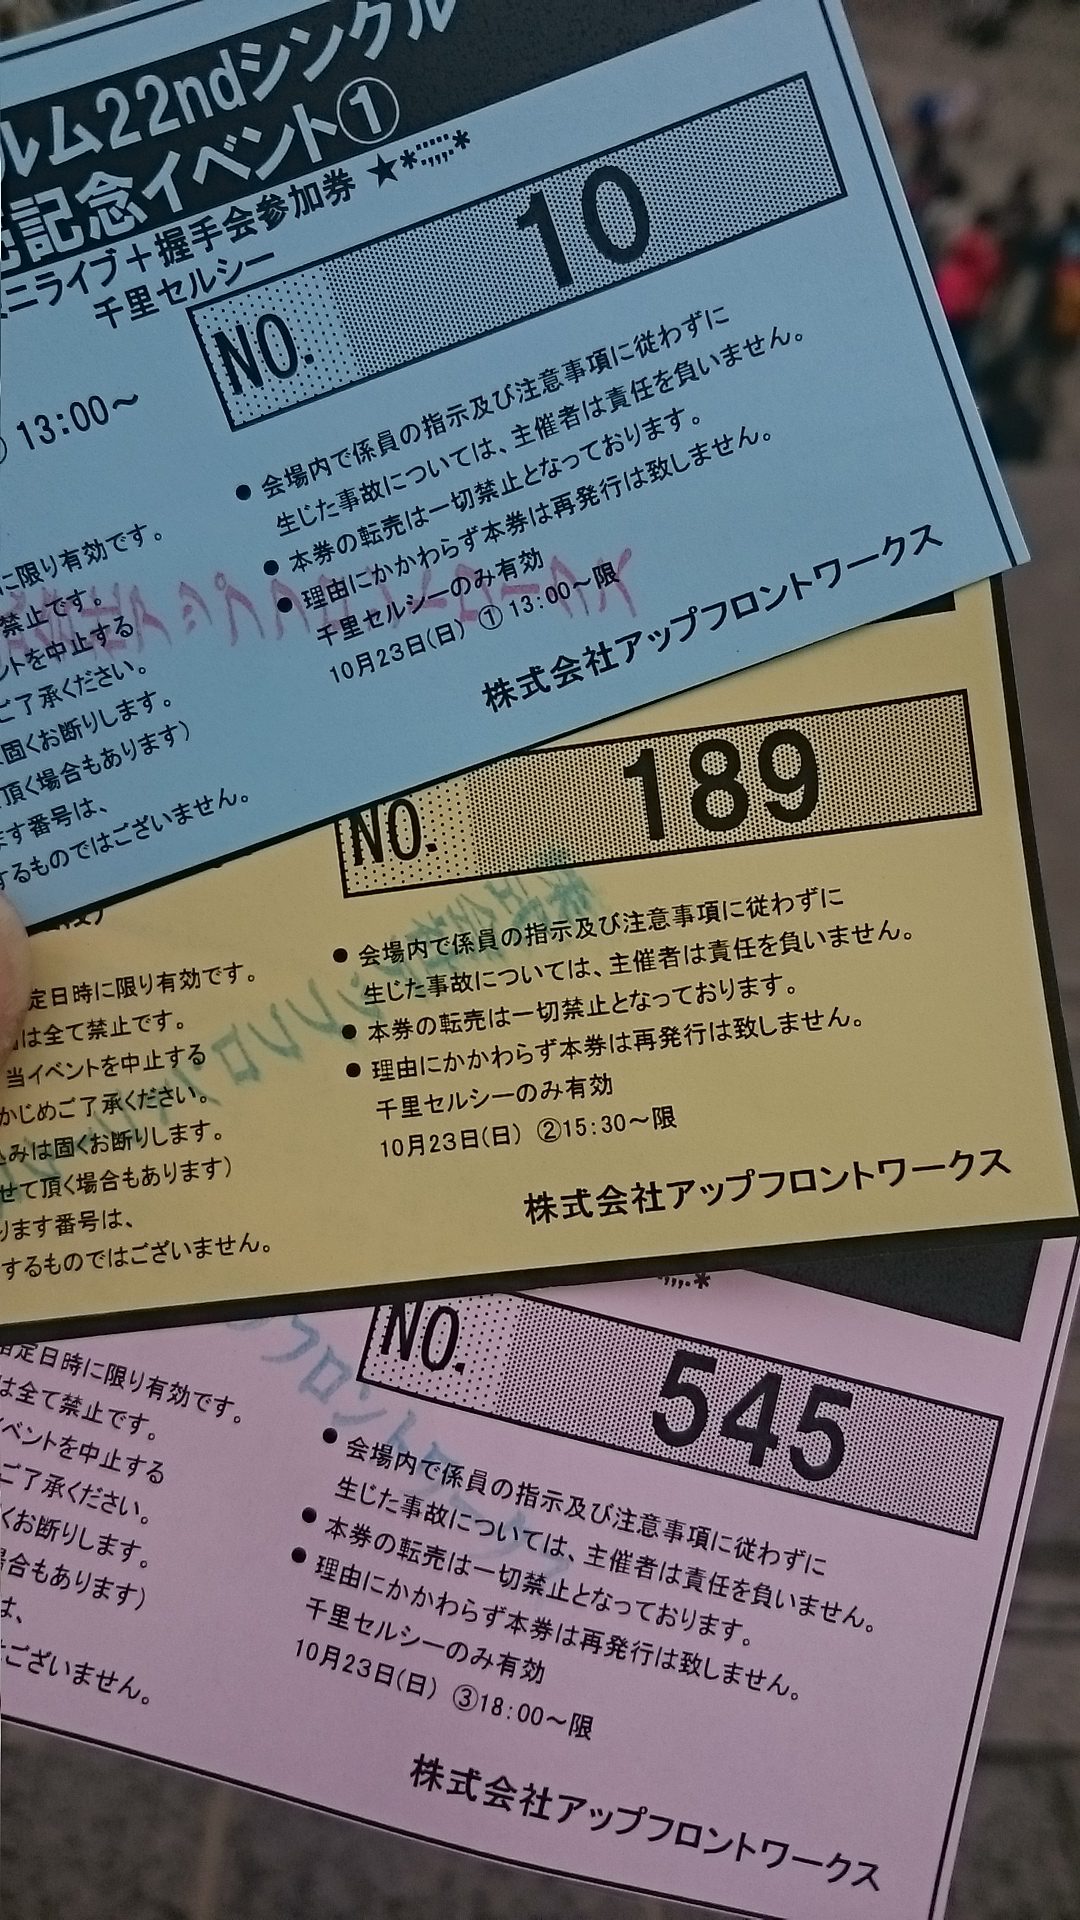 ルム22ndシングル
記念イベント①
ニライブ＋握手会参加券 ★*:;;;:*
千里セルシー
NO. 10
13:00～
に限り有効です。
禁止です。
ントを中止する
ご了承ください。
固くお断りします。
頂く場合もあります)
ます番号は、
するものではございません。
● 会場内で係員の指示及び注意事項に従わずに
生じた事故については、主催者は責任を負いません。
● 本券の転売は一切禁止となっております。
● 理由にかかわらず本券は再発行は致しません。
千里セルシーのみ有効
10月23日(日) ① 13:00～限
株式会社アップフロントワークス
NO. 189
定日時に限り有効です。
は全て禁止です。
当イベントを中止する
かじめご了承ください。
込みは固くお断りします。
せて頂く場合もあります)
ります番号は、
するものではございません。
● 会場内で係員の指示及び注意事項に従わずに
生じた事故については、主催者は責任を負いません。
● 本券の転売は一切禁止となっております。
● 理由にかかわらず本券は再発行は致しません。
千里セルシーのみ有効
10月23日(日) ②15:30～限
株式会社アップフロントワークス
NO. 545
指定日時に限り有効です。
は全て禁止です。
イベントを中止する
ご了承ください。
くお断りします。
場合もあります)
は、
ございません。
● 会場内で係員の指示及び注意事項に従わずに
生じた事故については、主催者は責任を負いません。
● 本券の転売は一切禁止となっております。
● 理由にかかわらず本券は再発行は致しません。
千里セルシーのみ有効
10月23日(日) ③18:00～限
株式会社アップフロントワークス